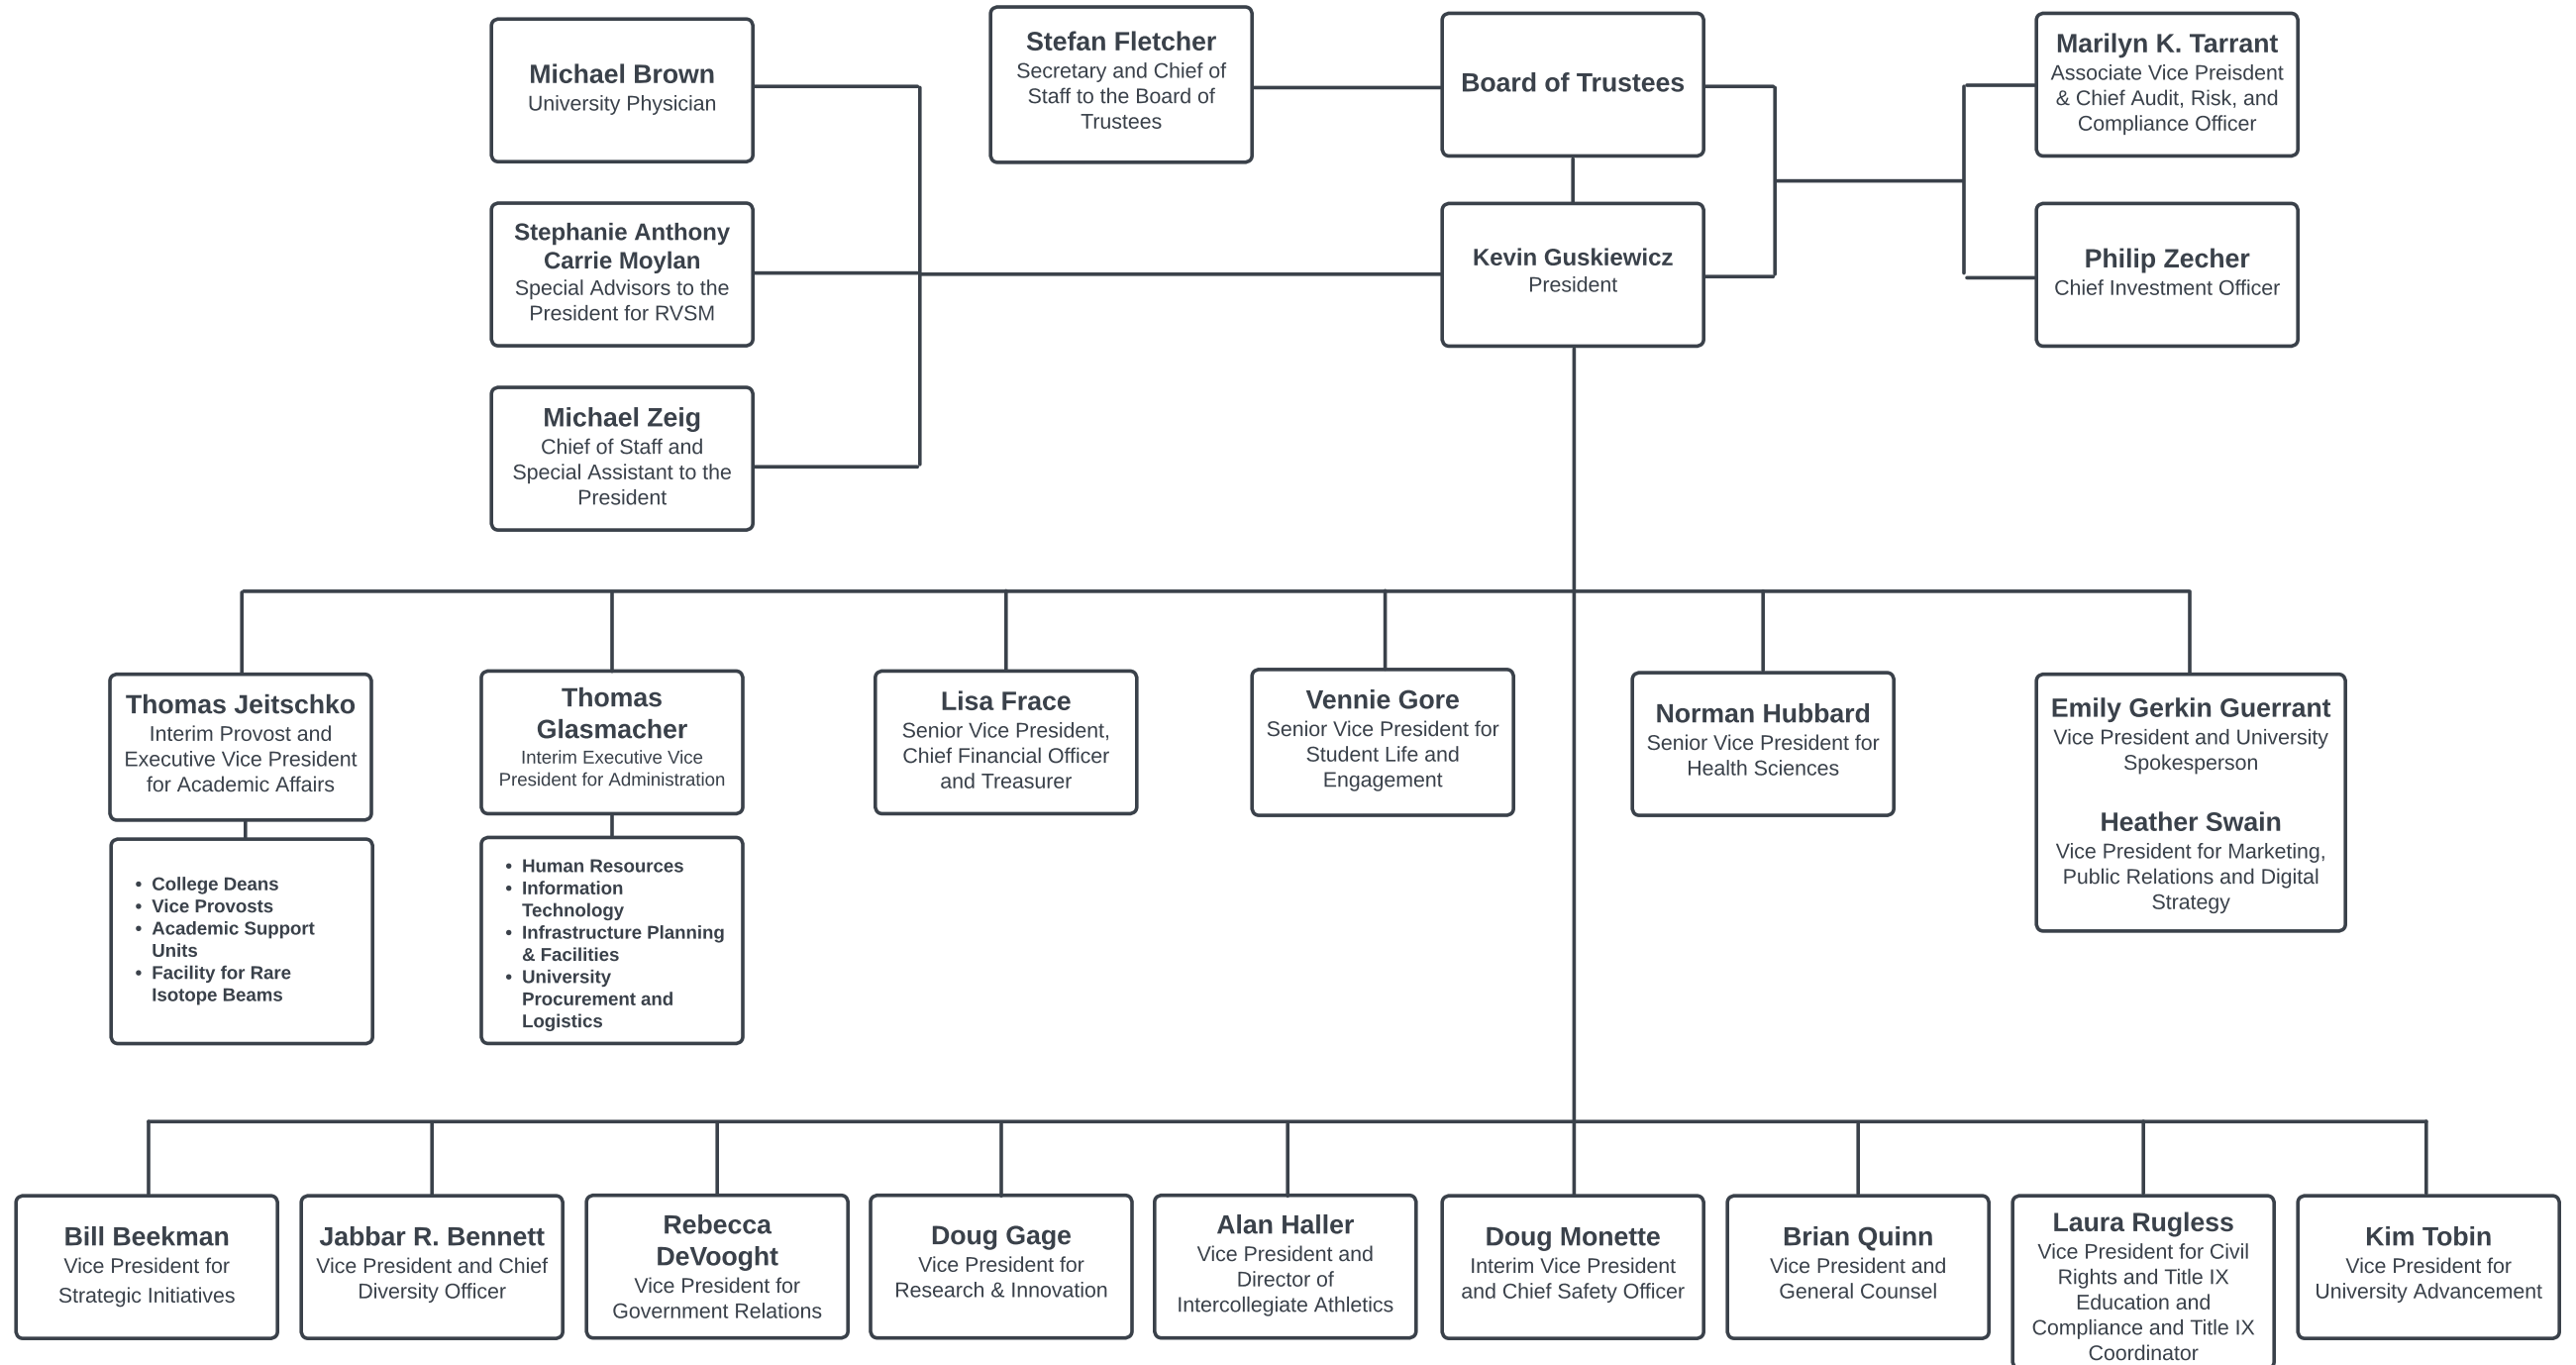 Michael Brown
University Physician
Stefan Fletcher
Secretary and Chief of
Staff to the Board of
Trustees
Board of Trustees
Marilyn K. Tarrant
Associate Vice Preisdent
& Chief Audit, Risk, and
Compliance Officer
Stephanie Anthony
Carrie Moylan
Special Advisors to the
President for RVSM
Kevin Guskiewicz
President
Philip Zecher
Chief Investment Officer
Michael Zeig
Chief of Staff and
Special Assistant to the
President
Thomas Jeitschko
Interim Provost and
Executive Vice President
for Academic Affairs
Thomas
Glasmacher
Interim Executive Vice
President for Administration
Lisa Frace
Senior Vice President,
Chief Financial Officer
and Treasurer
Vennie Gore
Senior Vice President for
Student Life and
Engagement
Norman Hubbard
Senior Vice President for
Health Sciences
Emily Gerkin Guerrant
Vice President and University
Spokesperson
Heather Swain
Vice President for Marketing,
Public Relations and Digital
Strategy
• College Deans
• Vice Provosts
• Academic Support
Units
• Facility for Rare
Isotope Beams
• Human Resources
• Information
Technology
• Infrastructure Planning
& Facilities
• University
Procurement and
Logistics
Bill Beekman
Vice President for
Strategic Initiatives
Jabbar R. Bennett
Vice President and Chief
Diversity Officer
Rebecca
DeVooght
Vice President for
Government Relations
Doug Gage
Vice President for
Research & Innovation
Alan Haller
Vice President and
Director of
Intercollegiate Athletics
Doug Monette
Interim Vice President
and Chief Safety Officer
Brian Quinn
Vice President and
General Counsel
Laura Rugless
Vice President for Civil
Rights and Title IX
Education and
Compliance and Title IX
Coordinator
Kim Tobin
Vice President for
University Advancement